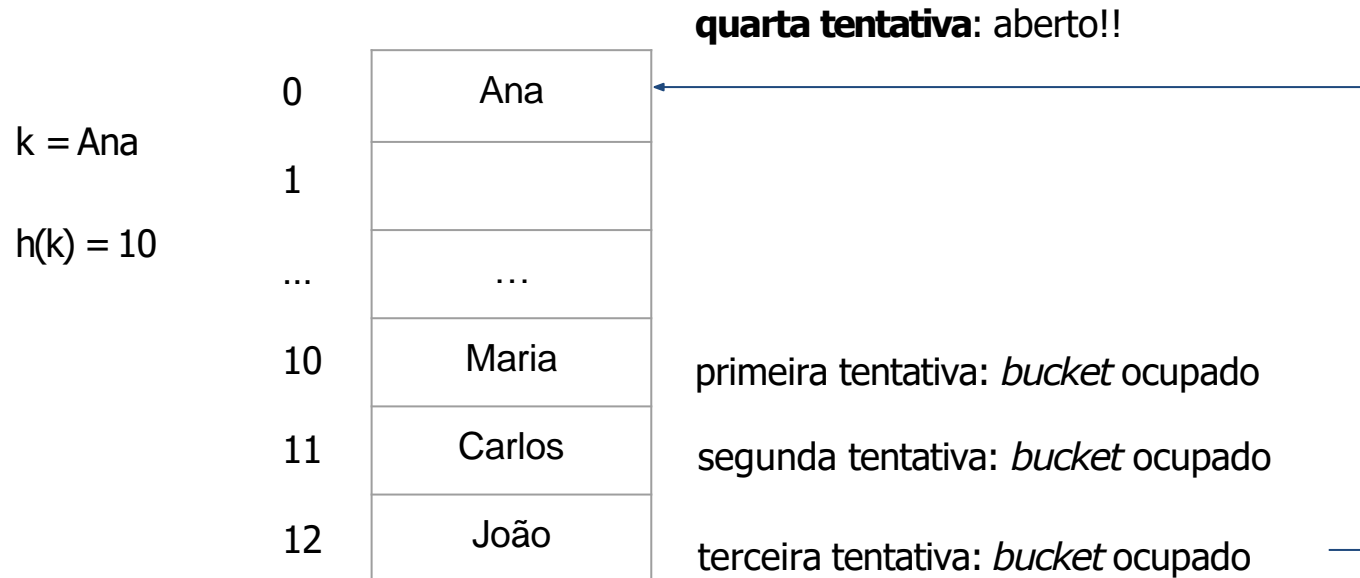 quarta tentativa: aberto!!
0 Ana
k = Ana
1
h(k) = 10
... …
10 Maria primeira tentativa: bucket ocupado
11 Carlos segunda tentativa: bucket ocupado
12 João terceira tentativa: bucket ocupado